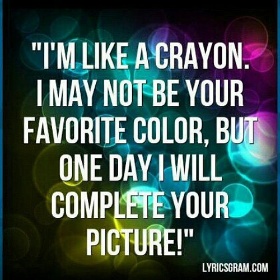 "I'M LIKE A CRAYON.
I MAY NOT BE YOUR
FAVORITE COLOR, BUT
ONE DAY I WILL
COMPLETE YOUR
PICTURE!"
LYRICSGRAM.COM